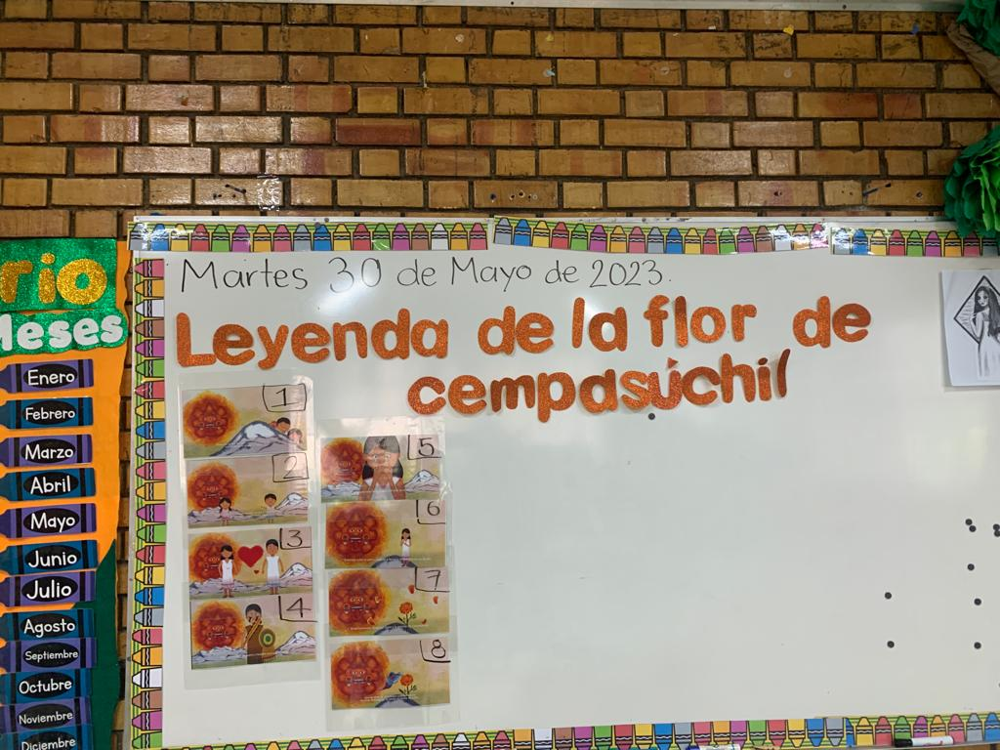 Martes 30 de Mayo de 2023.
Leyenda de la flor de
cempasúchil
rio
Meses
Enero
Febrero
Marzo
Abril
Mayo
Junio
Julio
Agosto
Septiembre
Octubre
Noviembre
Diciembre
1
2
3
4
5
6
7
8